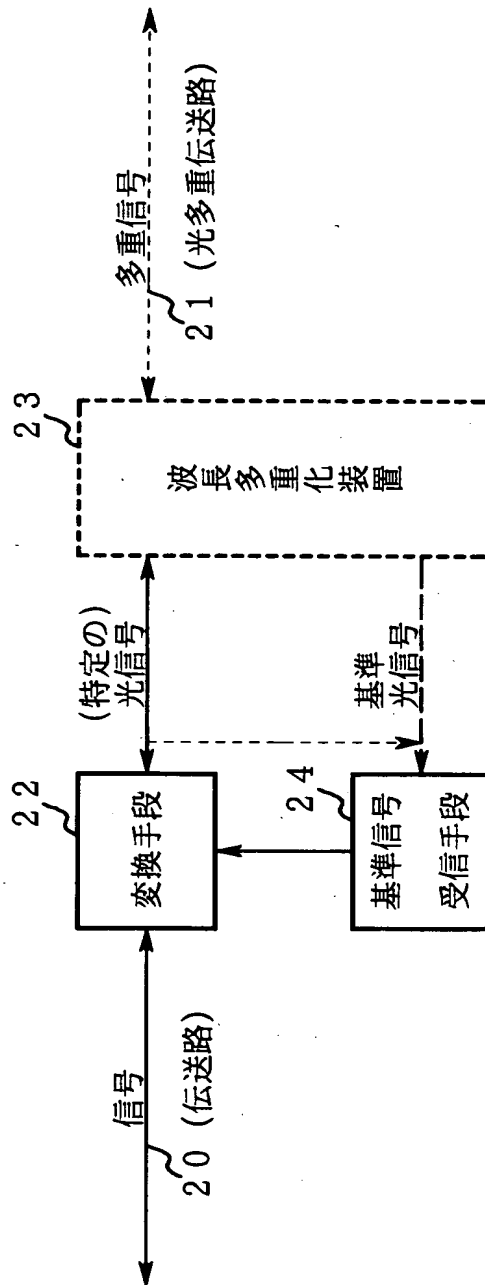 信号
20 (伝送路)
22
変換手段
(特定の)
光信号
23
波長多重化装置
多重信号
21 (光多重伝送路)
24
基準信号
受信手段
基準
光信号